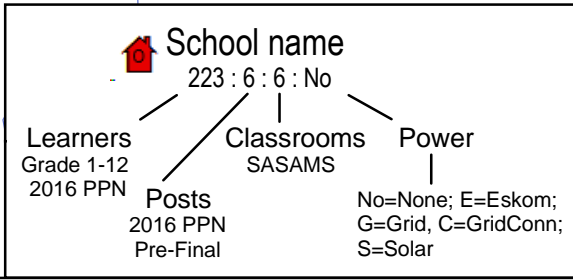 O
School name
223 : 6 : 6 : No
Learners
Grade 1-12
2016 PPN
Posts
2016 PPN
Pre-Final
Classrooms
SASAMS
Power
No=None; E=Eskom;
G=Grid, C=GridConn;
S=Solar